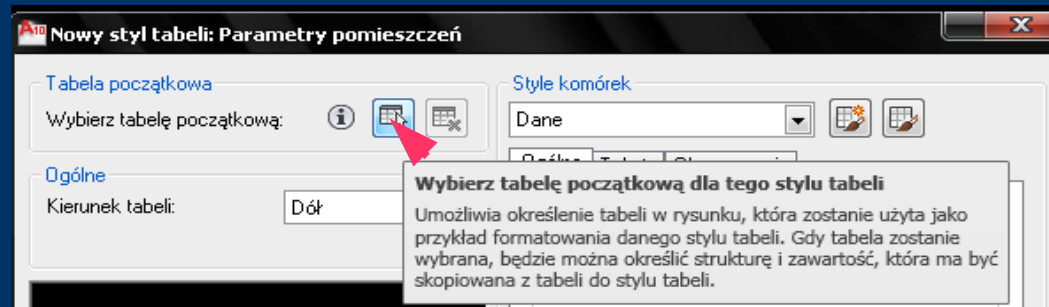 Nowy styl tabeli: Parametry pomieszczeń
Tabela początkowa
Wybierz tabelę początkową:
Style komórek
Dane
Ogólne
Kierunek tabeli:
Dół
Wybierz tabelę początkową dla tego stylu tabeli
Umożliwia określenie tabeli w rysunku, która zostanie użyta jako
przykład formatowania danego stylu tabeli. Gdy tabela zostanie
wybrana, będzie można określić strukturę i zawartość, która ma być
skopiowana z tabeli do stylu tabeli.